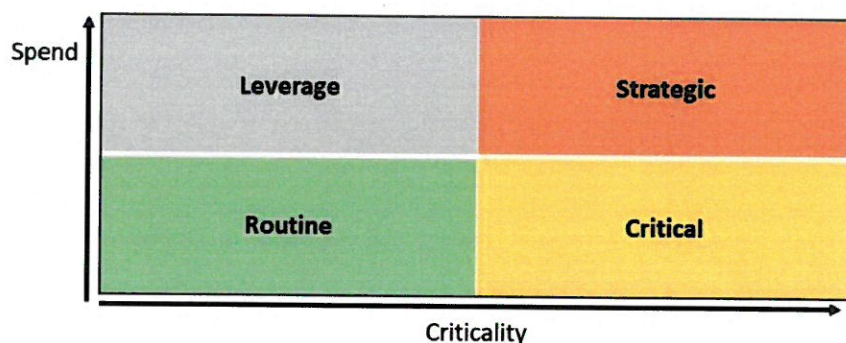 Spend
Leverage
Strategic
Routine
Critical
Criticality